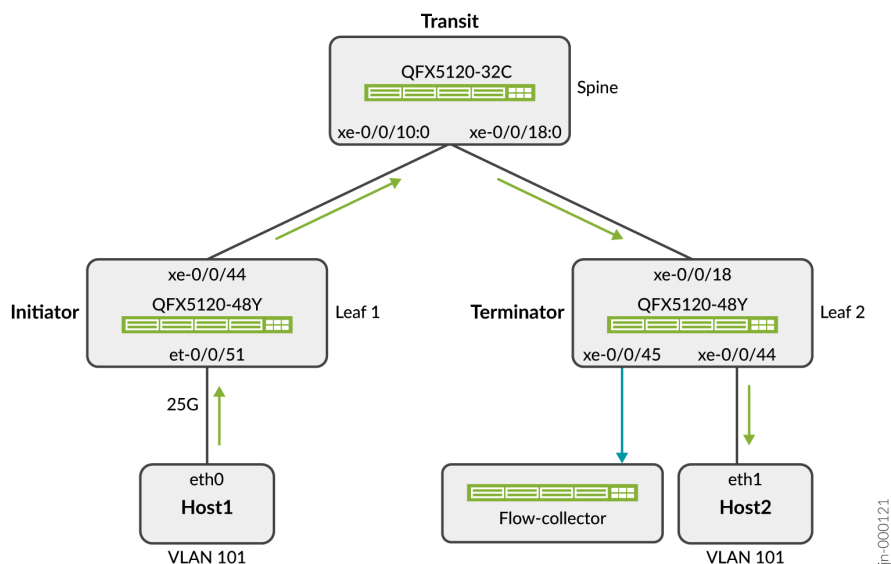 Transit
QFX5120-32C
Spine
xe-0/0/10:0
xe-0/0/18:0
xe-0/0/44
xe-0/0/18
Initiator
QFX5120-48Y
Leaf 1
Terminator
QFX5120-48Y
Leaf 2
et-0/0/51
xe-0/0/45
xe-0/0/44
25G
eth0
Host1
VLAN 101
Flow-collector
eth1
Host2
VLAN 101
jn-000121